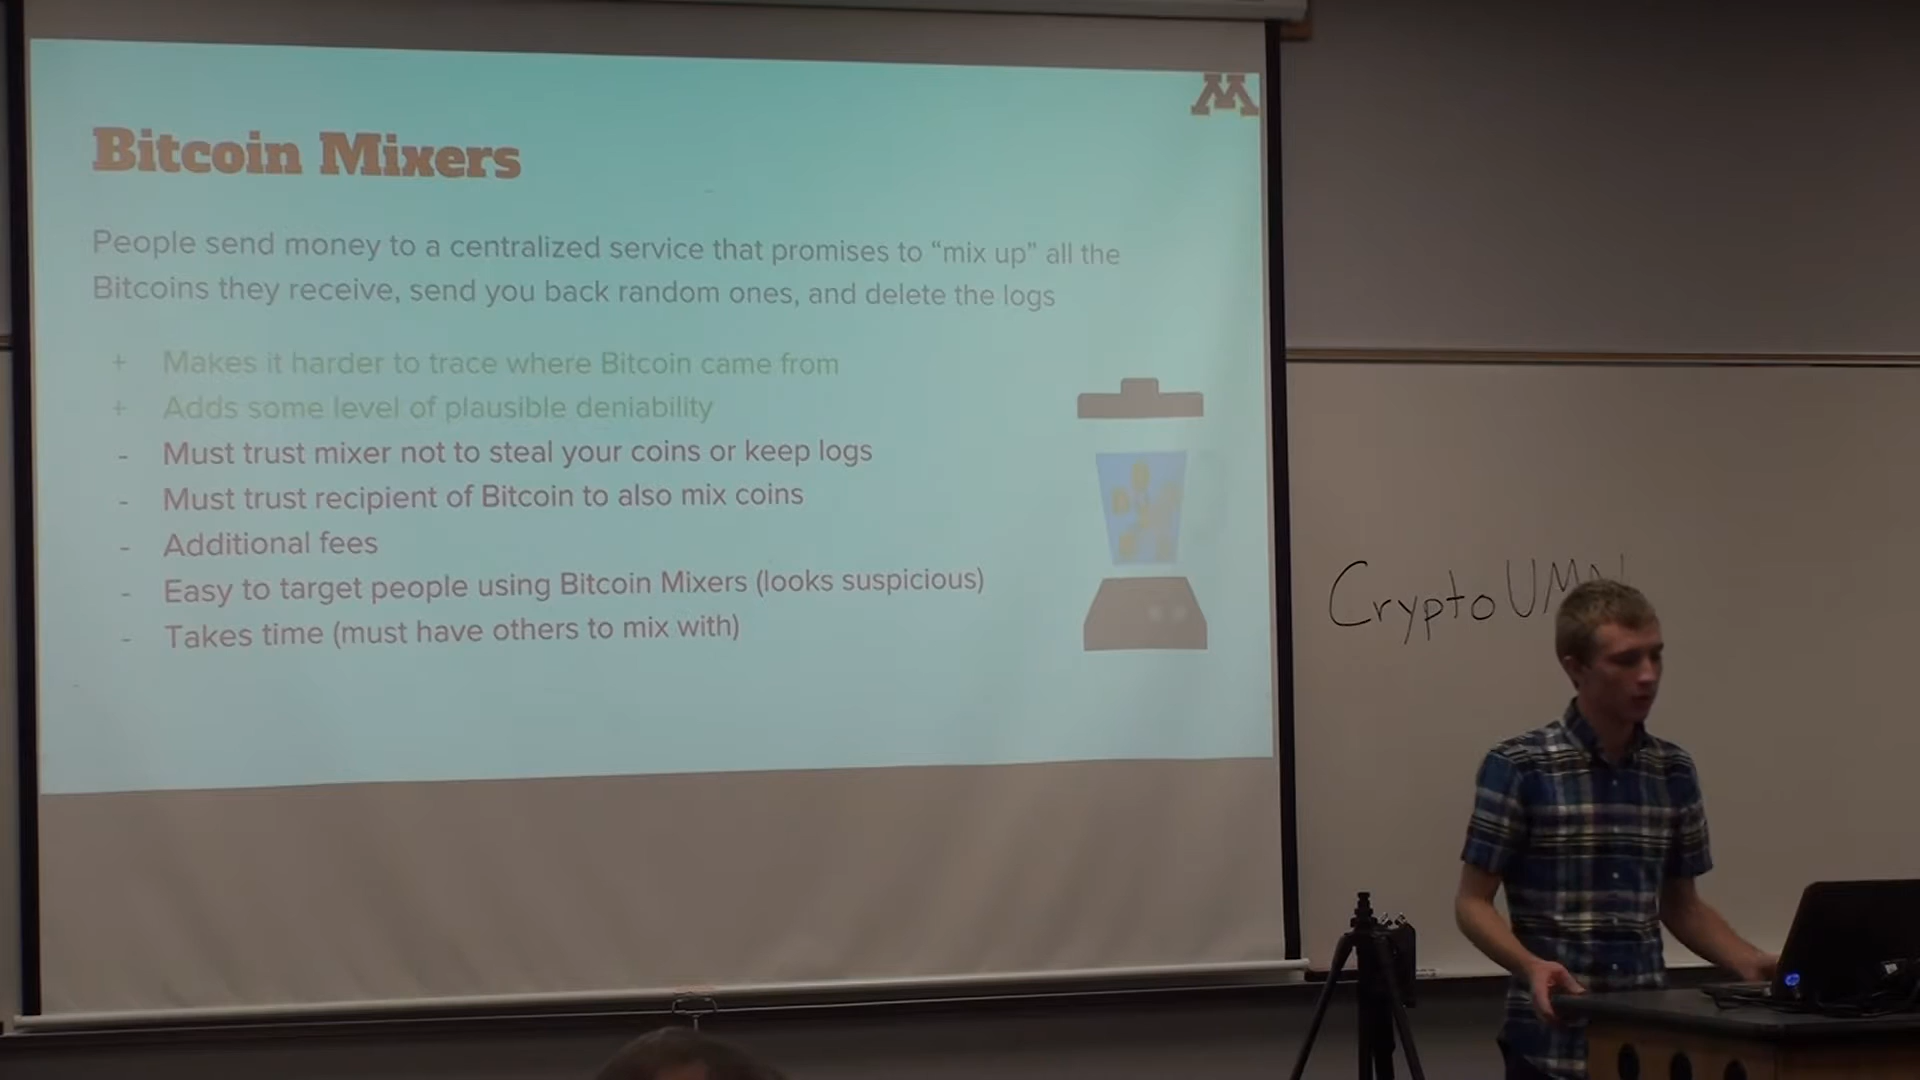 M
Bitcoin Mixers
People send money to a centralized service that promises to “mix up” all the
Bitcoins they receive, send you back random ones, and delete the logs
+ Makes it harder to trace where Bitcoin came from
+ Adds some level of plausible deniability
- Must trust mixer not to steal your coins or keep logs
- Must trust recipient of Bitcoin to also mix coins
- Additional fees
- Easy to target people using Bitcoin Mixers (looks suspicious)
- Takes time (must have others to mix with)
CryptoUMN